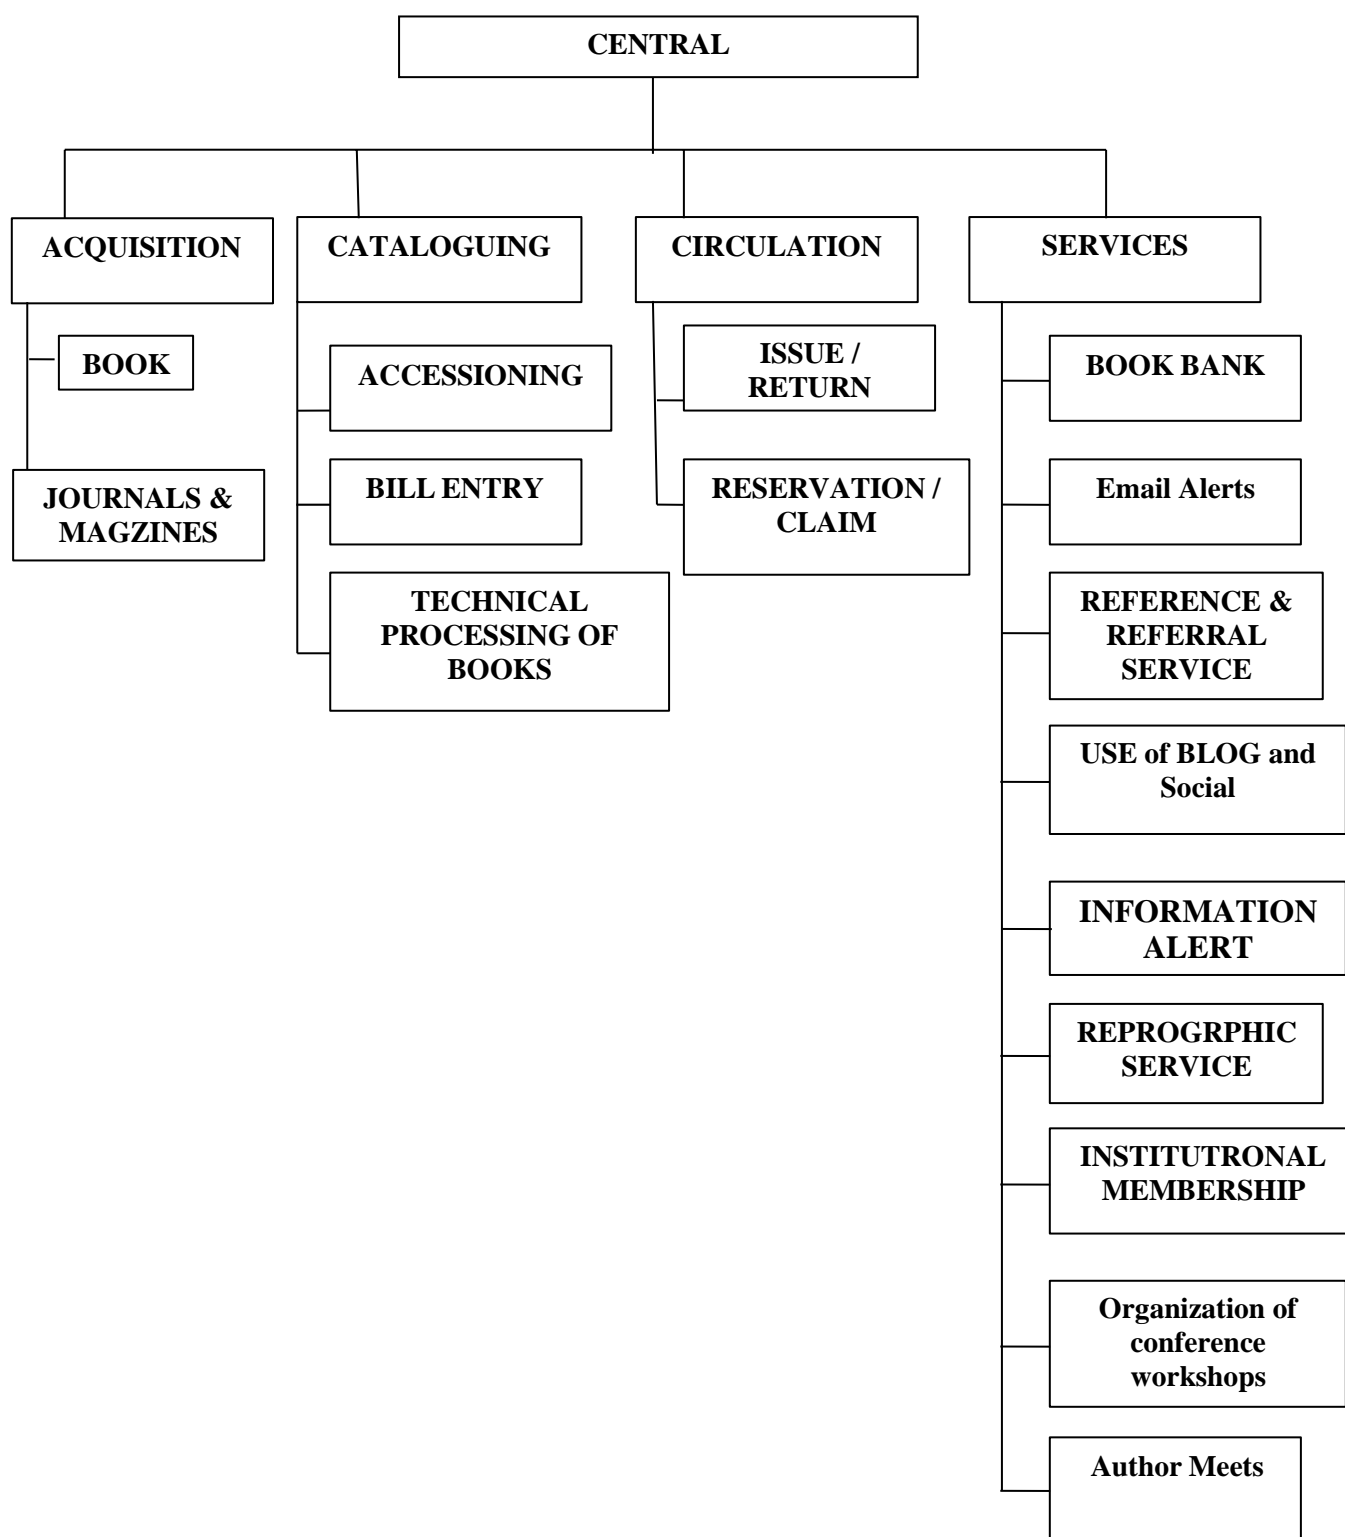 CENTRAL
ACQUISITION
CATALOGUING
CIRCULATION
SERVICES
BOOK
JOURNALS &
MAGZINES
ACCESSIONING
BILL ENTRY
TECHNICAL
PROCESSING OF
BOOKS
ISSUE /
RETURN
RESERVATION /
CLAIM
BOOK BANK
Email Alerts
REFERENCE &
REFERRAL
SERVICE
USE of BLOG and
Social
INFORMATION
ALERT
REPROGRPHIC
SERVICE
INSTITUTRONAL
MEMBERSHIP
Organization of
conference
workshops
Author Meets